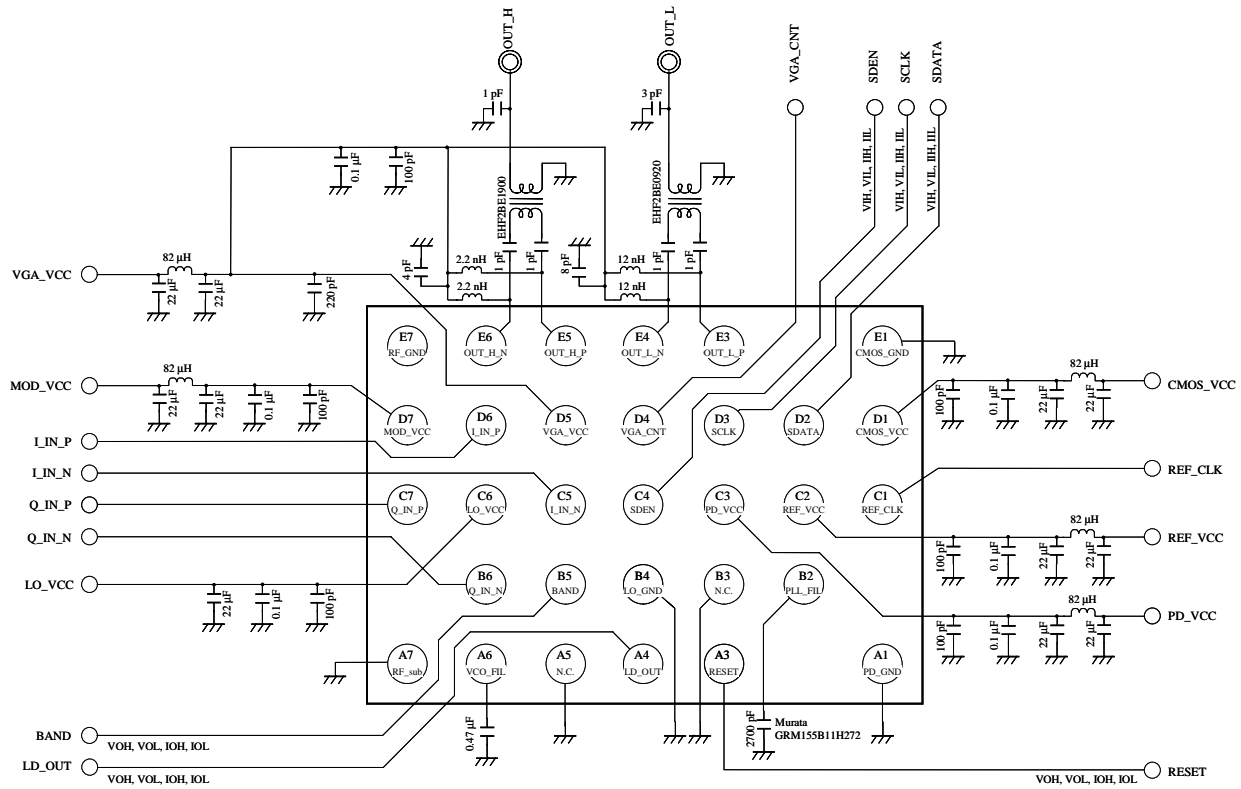 OUT_H
OUT_L
VGA_CNT
SDEN
SCLK
SDATA
1 pF
3 pF
VIH, VIL, IIH, IIL
VIH, VIL, IIH, IIL
VIH, VIL, IIH, IIL
0.1 µF
100 pF
EHF2BE1900
EHF2BE0920
VGA_VCC
82 µH
22 µF
22 µF
220 pF
4 pF
2.2 nH
2.2 nH
1 pF
1 pF
8 pF
12 nH
12 nH
1 pF
1 pF
E7
RF_GND
E6
OUT_H_N
E5
OUT_H_P
E4
OUT_L_N
E3
OUT_L_P
E1
CMOS_GND
MOD_VCC
82 µH
22 µF
22 µF
0.1 µF
100 pF
D7
MOD_VCC
D6
I_IN_P
D5
VGA_VCC
D4
VGA_CNT
D3
SCLK
D2
SDATA
D1
CMOS_VCC
100 pF
0.1 µF
22 µF
82 µH
22 µF
CMOS_VCC
I_IN_P
I_IN_N
REF_CLK
Q_IN_P
C7
Q_IN_P
C6
LO_VCC
C5
I_IN_N
C4
SDEN
C3
PD_VCC
C2
REF_VCC
C1
REF_CLK
Q_IN_N
100 pF
0.1 µF
22 µF
82 µH
22 µF
REF_VCC
LO_VCC
22 µF
0.1 µF
100 pF
B6
Q_IN_N
B5
BAND
B4
LO_GND
B3
N.C.
B2
PLL_FIL
100 pF
0.1 µF
22 µF
82 µH
22 µF
PD_VCC
A7
RF_sub
A6
VCO_FIL
A5
N.C.
A4
LD_OUT
A3
RESET
A1
PD_GND
BAND
VOH, VOL, IOH, IOL
0.47 µF
2700 pF
Murata
GRM155B11H272
LD_OUT
VOH, VOL, IOH, IOL
VOH, VOL, IOH, IOL
RESET